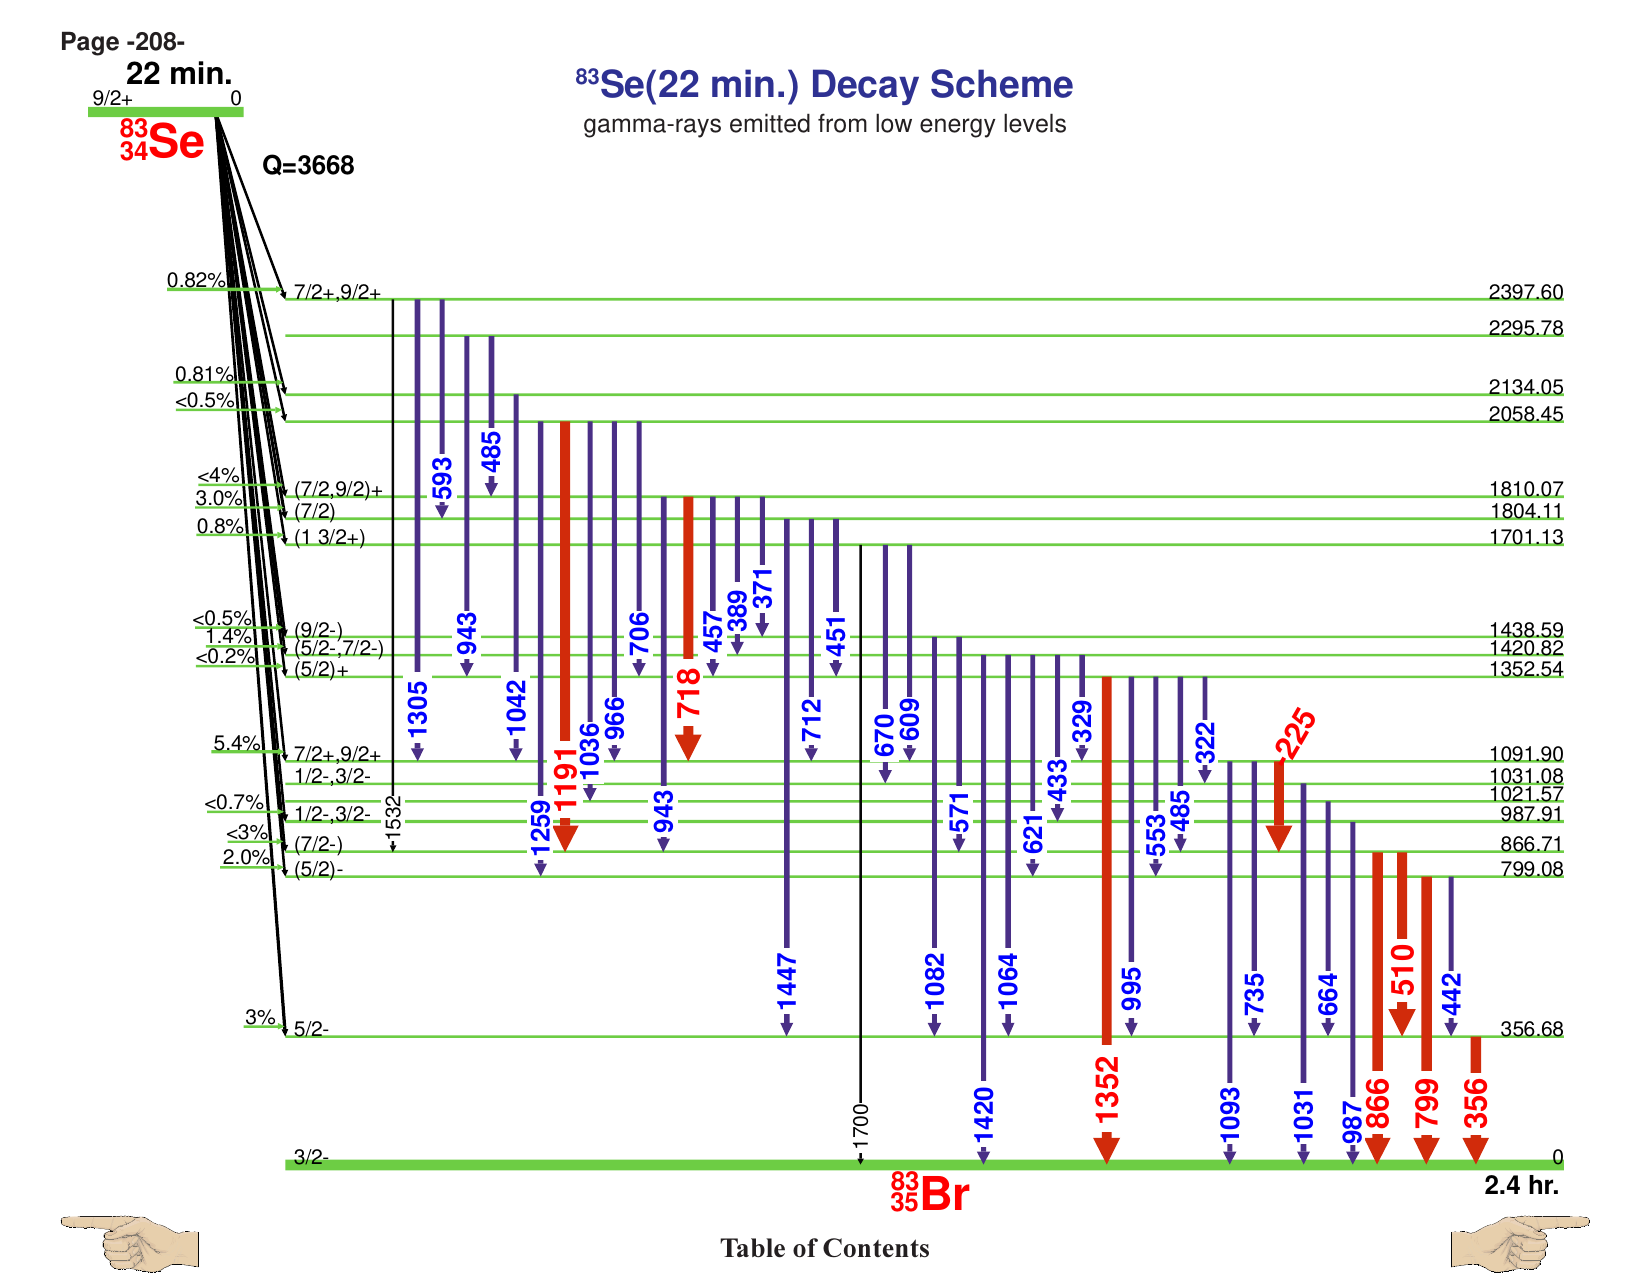 Page -208-
22 min.
9/2+ 0
83
34Se
Q=3668
83Se(22 min.) Decay Scheme
gamma-rays emitted from low energy levels
0.82% 7/2+,9/2+ 2397.60
2295.78
0.81% 2134.05
<0.5% 2058.45
<4% (7/2,9/2)+ 1810.07
3.0% (7/2) 1804.11
0.8% (1 3/2+) 1701.13
<0.5% (9/2-) 1438.59
1.4% (5/2-,7/2-) 1420.82
<0.2% (5/2)+ 1352.54
5.4% 7/2+,9/2+ 1091.90
1/2-,3/2- 1031.08
1021.57
<0.7% 1/2-,3/2- 987.91
<3% (7/2-) 866.71
2.0% (5/2)- 799.08
3% 5/2- 356.68
3/2- 0
1532
1305
593
943
485
1042
1259
1191
1036
966
706
943
718
457
389
371
1447
712
451
1700
670
609
1082
571
1420
1064
621
433
329
1352
995
553
485
322
1093
735
225
1031
664
987
866
510
799
442
356
83
35Br
2.4 hr.
Table of Contents